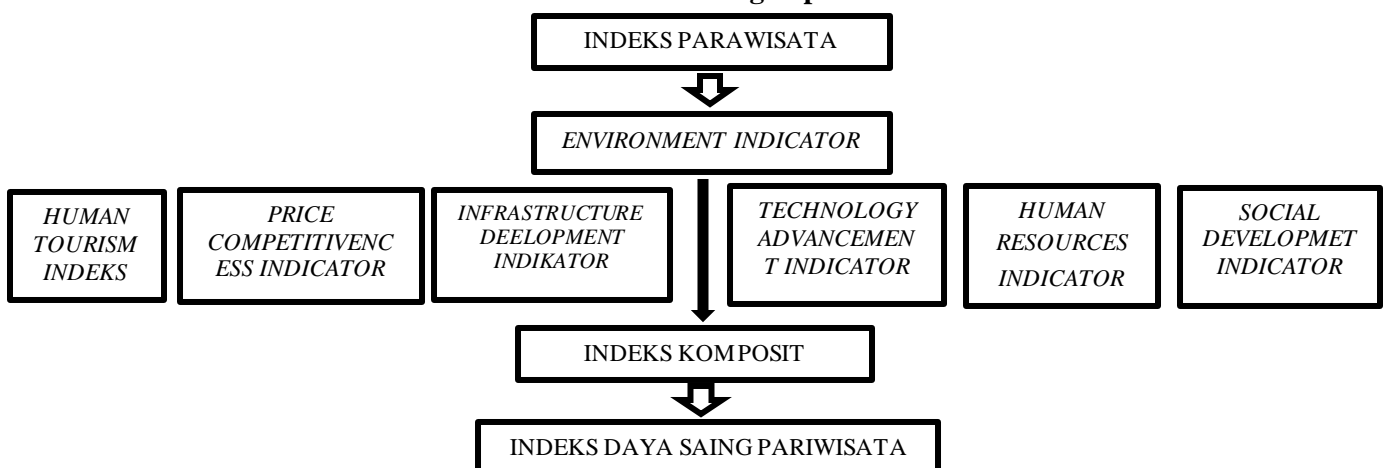 INDEKS PARAWISATA
ENVIRONMENT INDICATOR
HUMAN
TOURISM
INDEKS
PRICE
COMPETITIVENC
ESS INDICATOR
INFRASTRUCTURE
DEELOPMENT
INDIKATOR
TECHNOLOGY
ADVANCEMEN
T INDICATOR
HUMAN
RESOURCES
INDICATOR
SOCIAL
DEVELOPMET
INDICATOR
INDEKS KOMPOSIT
INDEKS DAYA SAING PARIWISATA